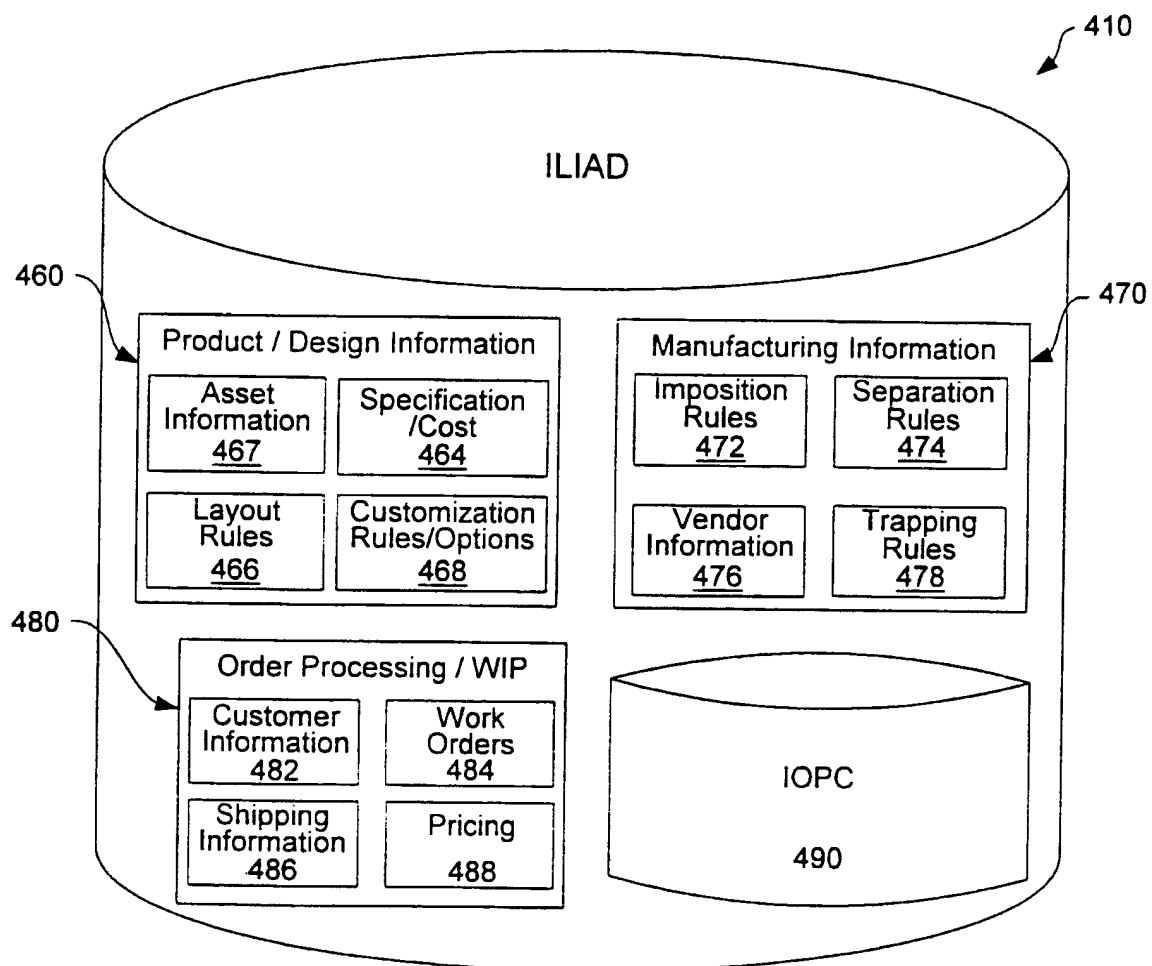 410
ILIAD
460
470
Product / Design Information
Asset
Information
467
Specification
/Cost
464
Layout
Rules
466
Customization
Rules/Options
468
Manufacturing Information
Imposition
Rules
472
Separation
Rules
474
Vendor
Information
476
Trapping
Rules
478
480
Order Processing / WIP
Customer
Information
482
Work
Orders
484
Shipping
Information
486
Pricing
488
IOPC
490